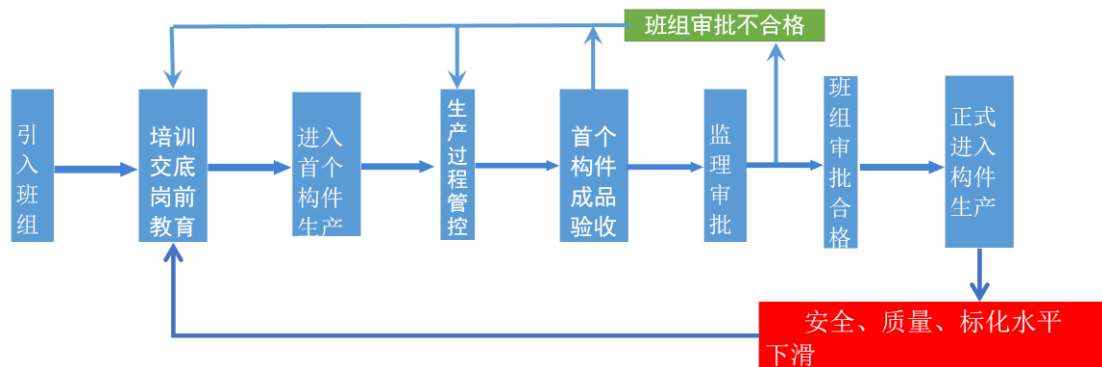 班组审批不合格
引入班组
培训
交底
岗前
教育
进入
首个
构件
生产
生产过程管控
首个
构件
成品
验收
监理审批
班组审批合格
正式
进入
构件
生产
安全、质量、标化水平
下滑